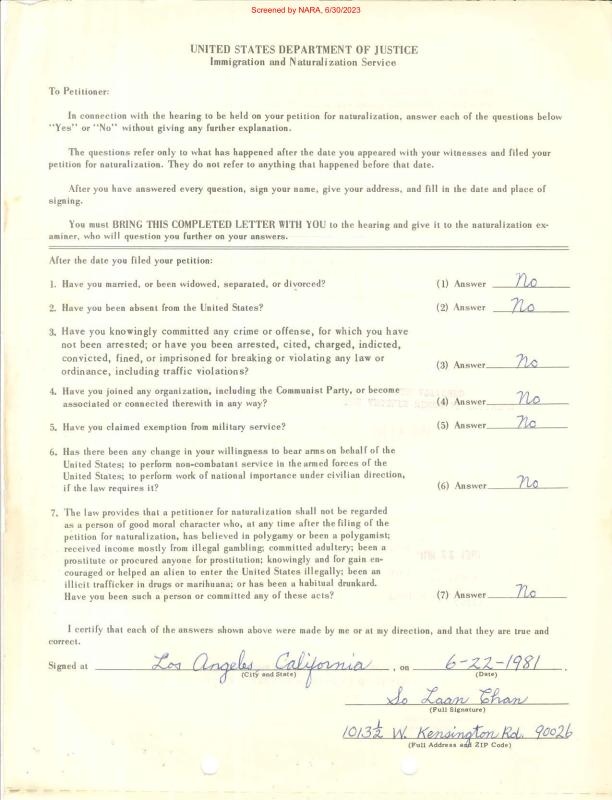 Screened by NARA, 6/30/2023
UNITED STATES DEPARTMENT OF JUSTICE
Immigration and Naturalization Service
To Petitioner:
In connection with the hearing to be held on your petition for naturalization, answer each of the questions below
"Yes" or "No" without giving any further explanation.
The questions refer only to what has happened after the date you appeared with your witnesses and filed your
petition for naturalization. They do not refer to anything that happened before that date.
After you have answered every question, sign your name, give your address, and fill in the date and place of
signing.
You must BRING THIS COMPLETED LETTER WITH YOU to the hearing and give it to the naturalization ex-
aminer, who will question you further on your answers.
After the date you filed your petition:
1. Have you married, or been widowed, separated, or divorced? (1) Answer No
2. Have you been absent from the United States? (2) Answer No
3. Have you knowingly committed any crime or offense, for which you have
not been arrested; or have you been arrested, cited, charged, indicted,
convicted, fined, or imprisoned for breaking or violating any law or
ordinance, including traffic violations? (3) Answer No
4. Have you joined any organization, including the Communist Party, or become
associated or connected therewith in any way? (4) Answer No
5. Have you claimed exemption from military service? (5) Answer No
6. Has there been any change in your willingness to bear arms on behalf of the
United States; to perform non-combatant service in the armed forces of the
United States; to perform work of national importance under civilian direction,
if the law requires it? (6) Answer No
7. The law provides that a petitioner for naturalization shall not be regarded
as a person of good moral character who, at any time after the filing of the
petition for naturalization, has believed in polygamy or been a polygamist;
received income mostly from illegal gambling; committed adultery; been a
prostitute or procured anyone for prostitution; knowingly and for gain en-
couraged or helped an alien to enter the United States illegally; been an
illicit trafficker in drugs or marihuana; or has been a habitual drunkard.
Have you been such a person or committed any of these acts? (7) Answer No
I certify that each of the answers shown above were made by me or at my direction, and that they are true and
correct.
Signed at Los Angeles, California, on 6-22-1981.
(City and State) (Date)
So Laan Chan
(Full Signature)
1013½ W. Kensington Rd. 90026
(Full Address and ZIP Code)